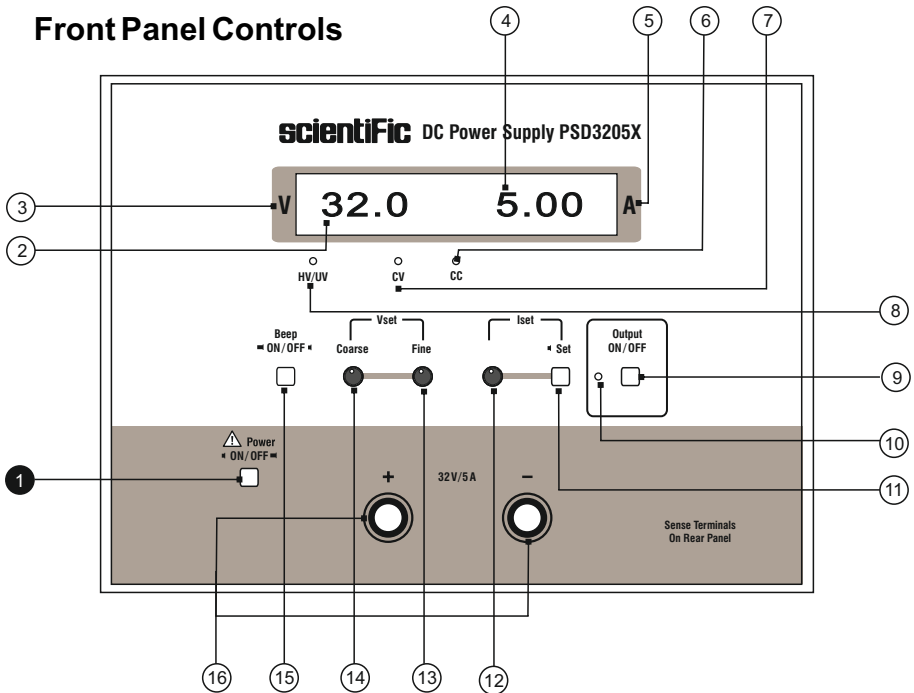 Front Panel Controls
4 5 6 7
scientiFic DC Power Supply PSD3205X
V 32.0 5.00 A
3
2
HV/UV CV CC
8
Vset Iset
Beep
ON/OFF
Coarse Fine Set
Output
ON/OFF
9
10
Power
ON/OFF
1
+ 32V/5A −
11
Sense Terminals
On Rear Panel
16 15 14 13 12